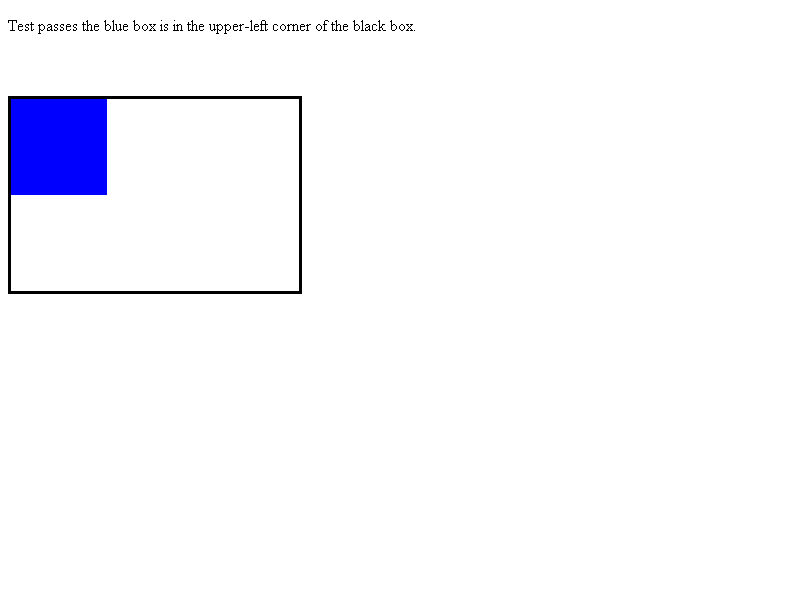 Test passes the blue box is in the upper-left corner of the black box.